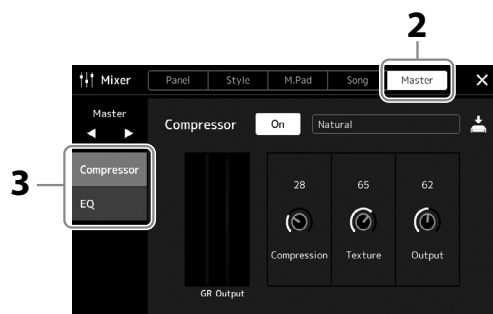 2
Mixer Panel Style M.Pad Song Master ×
Master
Compressor On Natural
3
Compressor
EQ
28 65 62
Compression Texture Output
GR Output